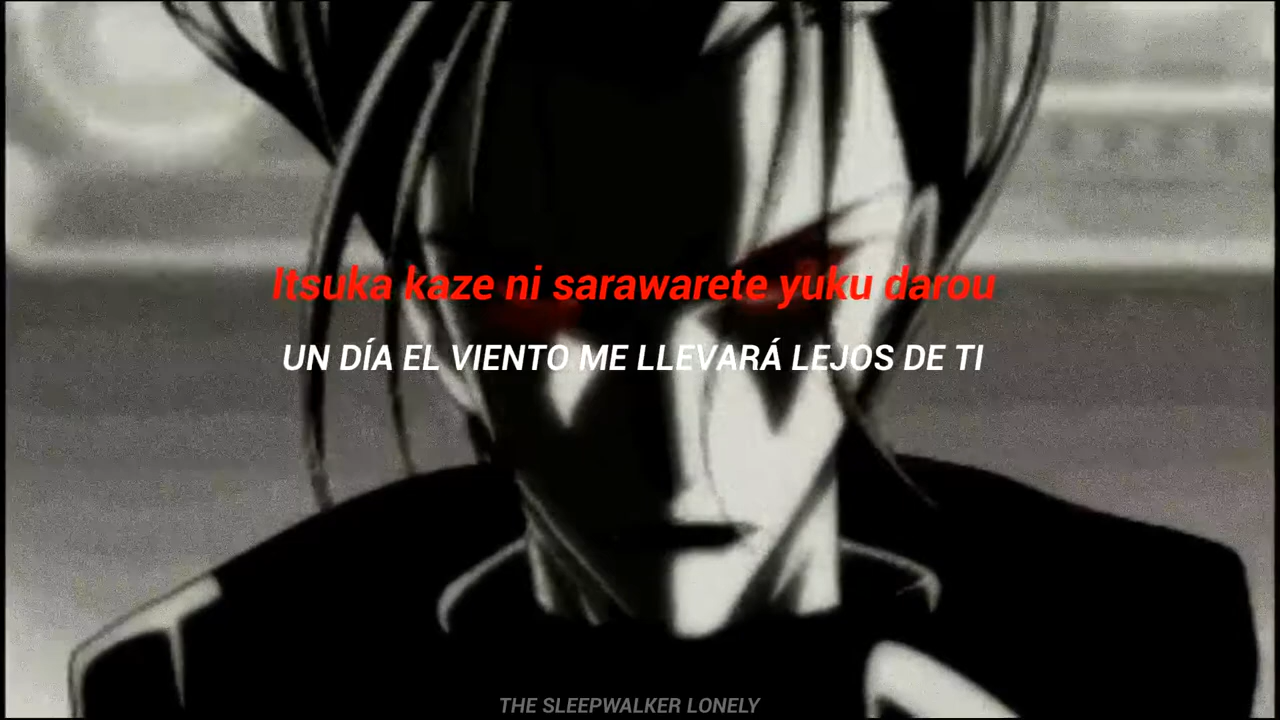 Itsuka kaze ni sarawarete yuku darou
UN DÍA EL VIENTO ME LLEVARÁ LEJOS DE TI
THE SLEEPWALKER LONELY